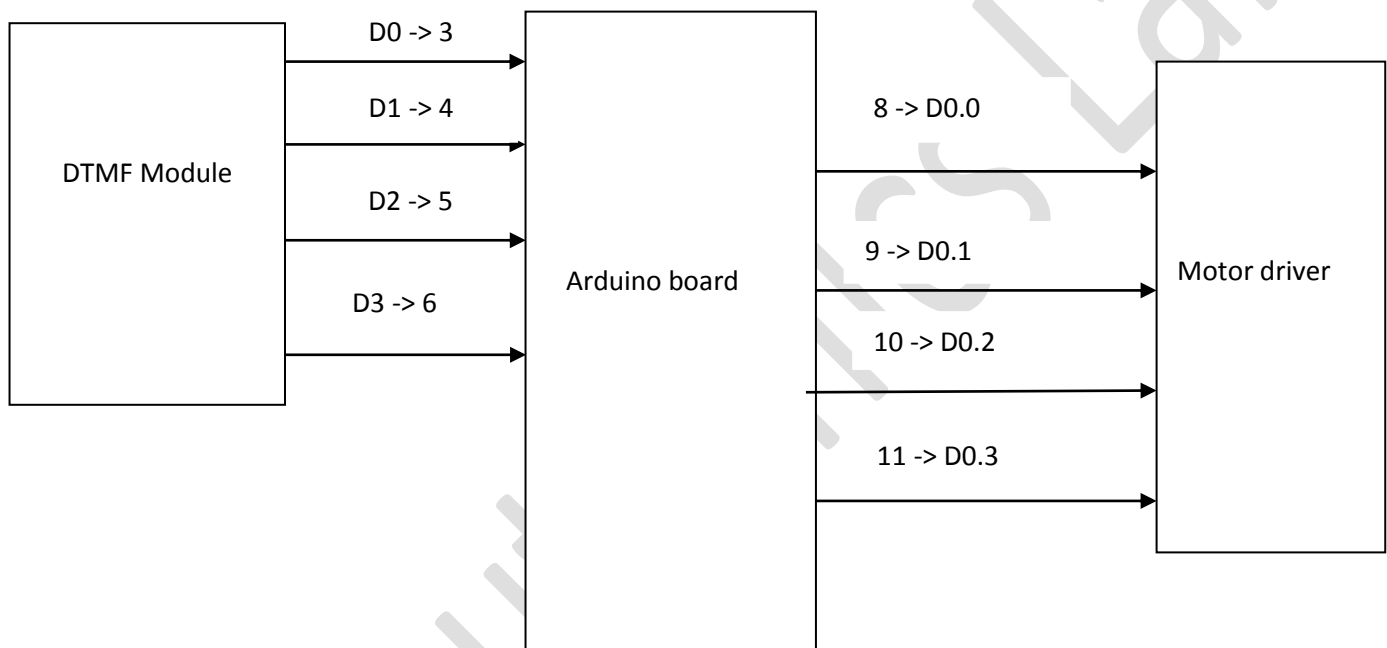 D0 -> 3
D1 -> 4
DTMF Module
D2 -> 5
D3 -> 6
Arduino board
8 -> D0.0
9 -> D0.1
10 -> D0.2
11 -> D0.3
Motor driver